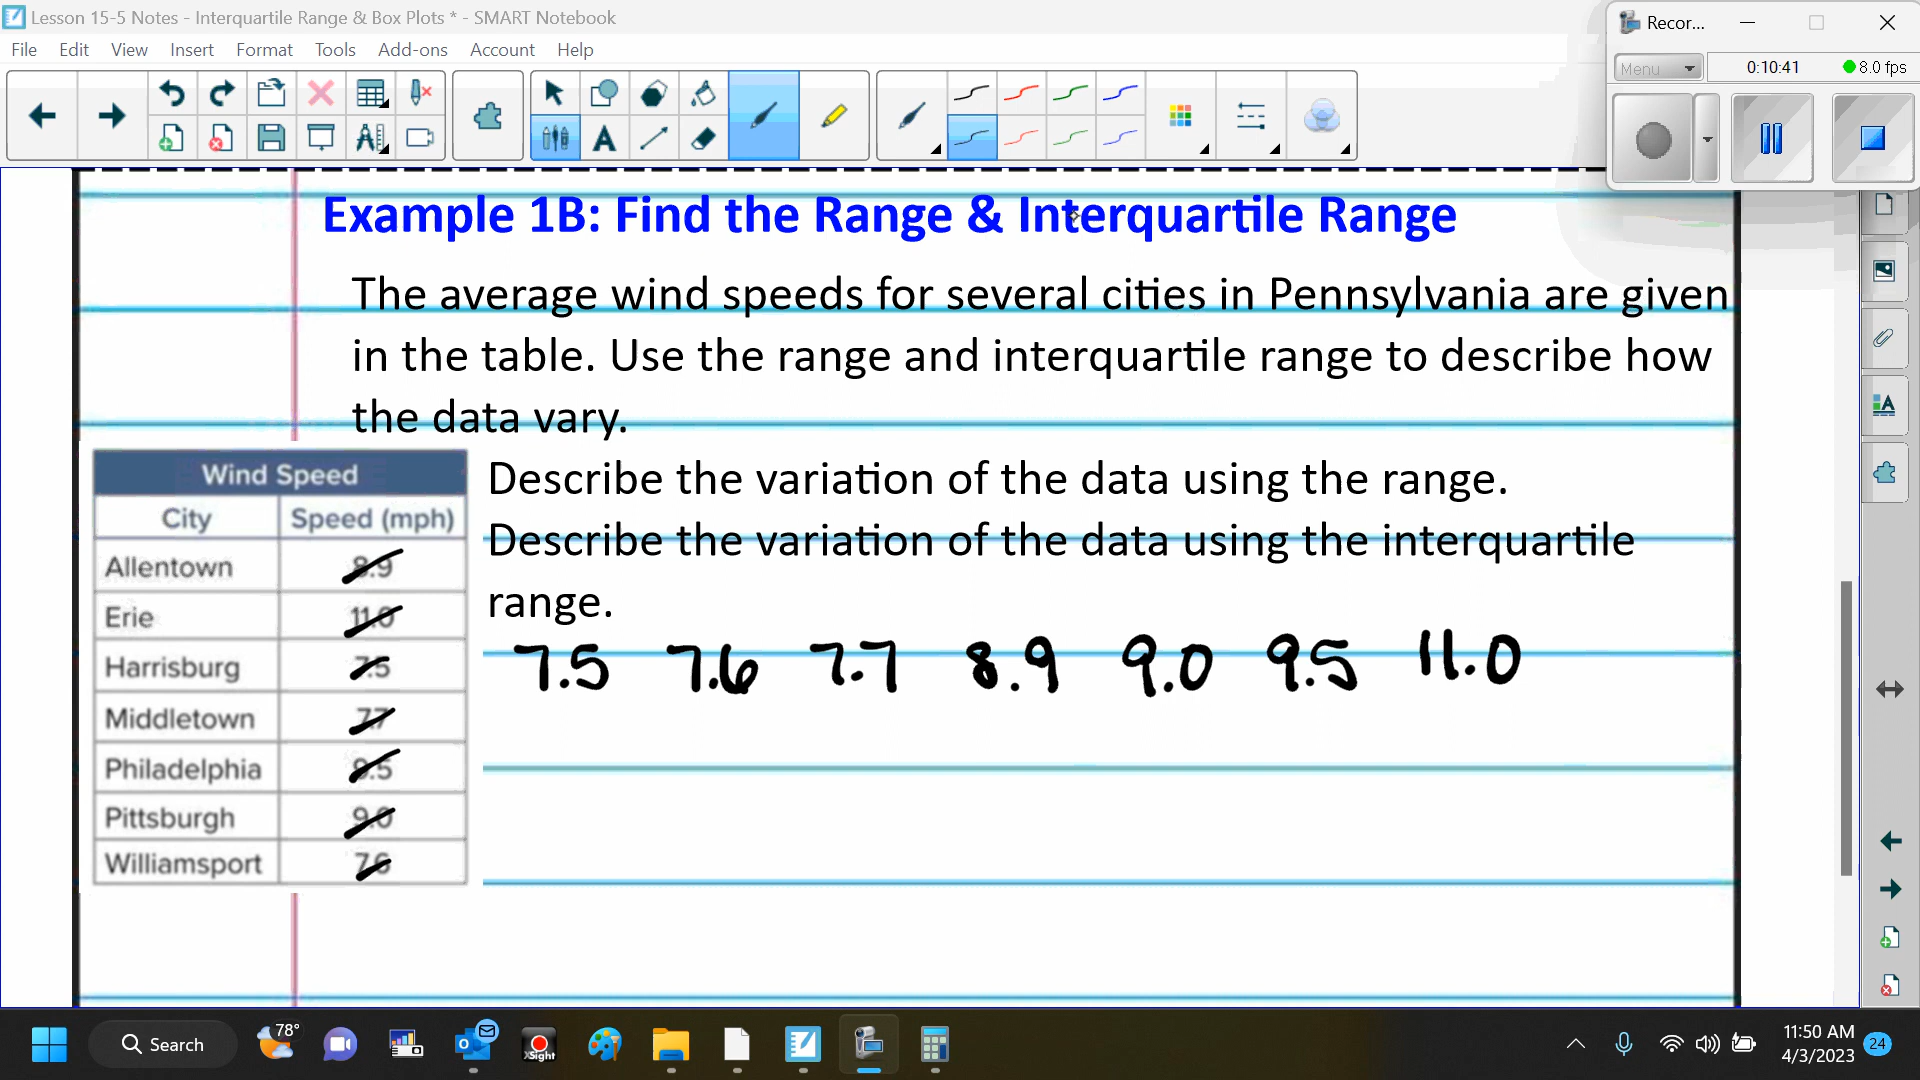 Lesson 15-5 Notes - Interquartile Range & Box Plots * - SMART Notebook
File Edit View Insert Format Tools Add-ons Account Help
Recor...
Menu 0:10:41 8.0 fps
Example 1B: Find the Range & Interquartile Range
The average wind speeds for several cities in Pennsylvania are given
in the table. Use the range and interquartile range to describe how
the data vary.
Wind Speed
City Speed (mph)
Allentown 8.9
Erie 11.0
Harrisburg 7.5
Middletown 7.7
Philadelphia 9.5
Pittsburgh 9.0
Williamsport 7.6
Describe the variation of the data using the range.
Describe the variation of the data using the interquartile
range.
7.5 7.6 7.7 8.9 9.0 9.5 11.0
78°
Search
XSight
11:50 AM
4/3/2023
24